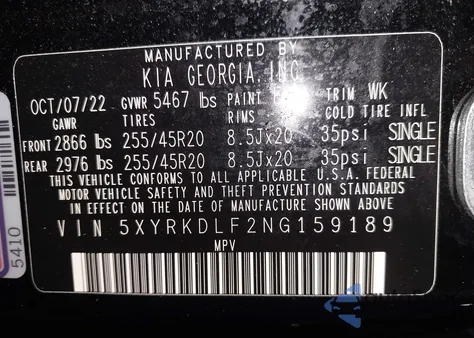 MANUFACTURED BY
KIA GEORGIA, INC
OCT/07/22 GVWR 5467 lbs PAINT TRIM WK
GAWR TIRES RIMS COLD TIRE INFL
FRONT 2866 lbs 255/45R20 8.5Jx20 35psi SINGLE
REAR 2976 lbs 255/45R20 8.5Jx20 35psi SINGLE
THIS VEHICLE CONFORMS TO ALL APPLICABLE U.S.A. FEDERAL
MOTOR VEHICLE SAFETY AND THEFT PREVENTION STANDARDS
IN EFFECT ON THE DATE OF MANUFACTURE SHOWN ABOVE
VIN 5XYRKDLF2NG159189
MPV
5410